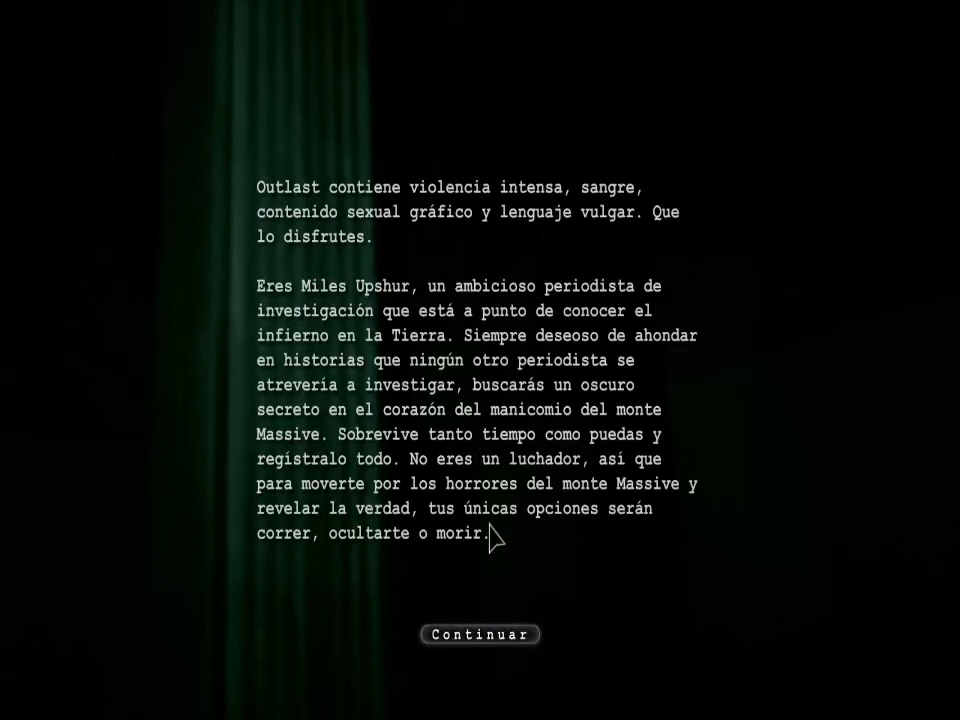 Outlast contiene violencia intensa, sangre,
contenido sexual gráfico y lenguaje vulgar. Que
lo disfrutes.
Eres Miles Upshur, un ambicioso periodista de
investigación que está a punto de conocer el
infierno en la Tierra. Siempre deseoso de ahondar
en historias que ningún otro periodista se
atrevería a investigar, buscarás un oscuro
secreto en el corazón del manicomio del monte
Massive. Sobrevive tanto tiempo como puedas y
regístralo todo. No eres un luchador, así que
para moverte por los horrores del monte Massive y
revelar la verdad, tus únicas opciones serán
correr, ocultarte o morir.
Continuar